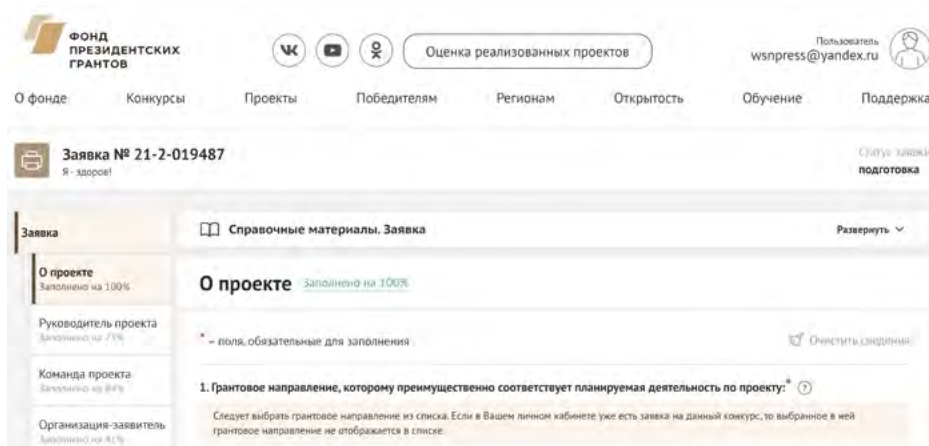 ФОНД
ПРЕЗИДЕНТСКИХ
ГРАНТОВ
Оценка реализованных проектов
Пользователь
wsnpress@yandex.ru
О фонде Конкурсы Проекты Победителям Регионам Открытость Обучение Поддержка
Заявка № 21-2-019487
Я - здоров!
Статус заявки
подготовка
Заявка
Справочные материалы. Заявка
Развернуть
О проекте
Заполнено на 100%
О проекте
Заполнено на 100%
Руководитель проекта
Заполнено на
* – поля, обязательные для заполнения
Очистить сведения
Команда проекта
Заполнено на 84%
1. Грантовое направление, которому преимущественно соответствует планируемая деятельность по проекту:* ?
Следует выбрать грантовое направление из списка. Если в Вашем личном кабинете уже есть заявка на данный конкурс, то выбранное в ней
грантовое направление не отображается в списке.
Организация-заявитель
Заполнено на 41%